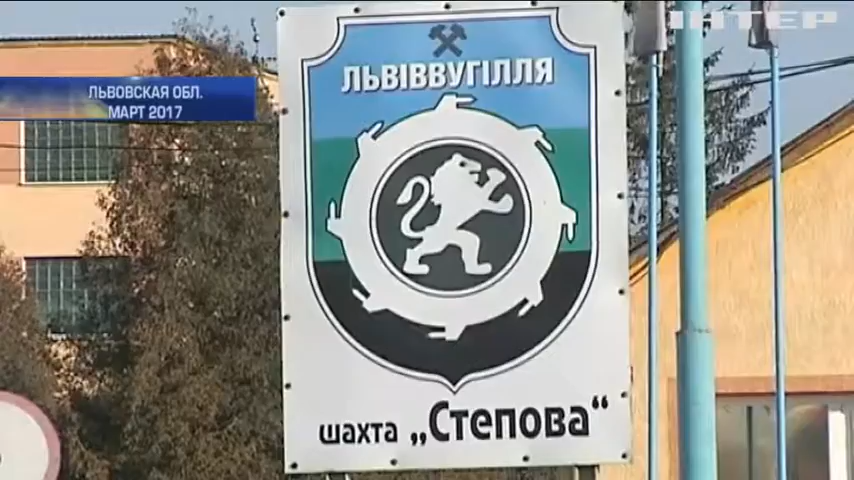 ІНТЕР
ЛЬВОВСКАЯ ОБЛ.
МАРТ 2017
ЛЬВІВВУГІЛЛЯ
шахта „Степова“